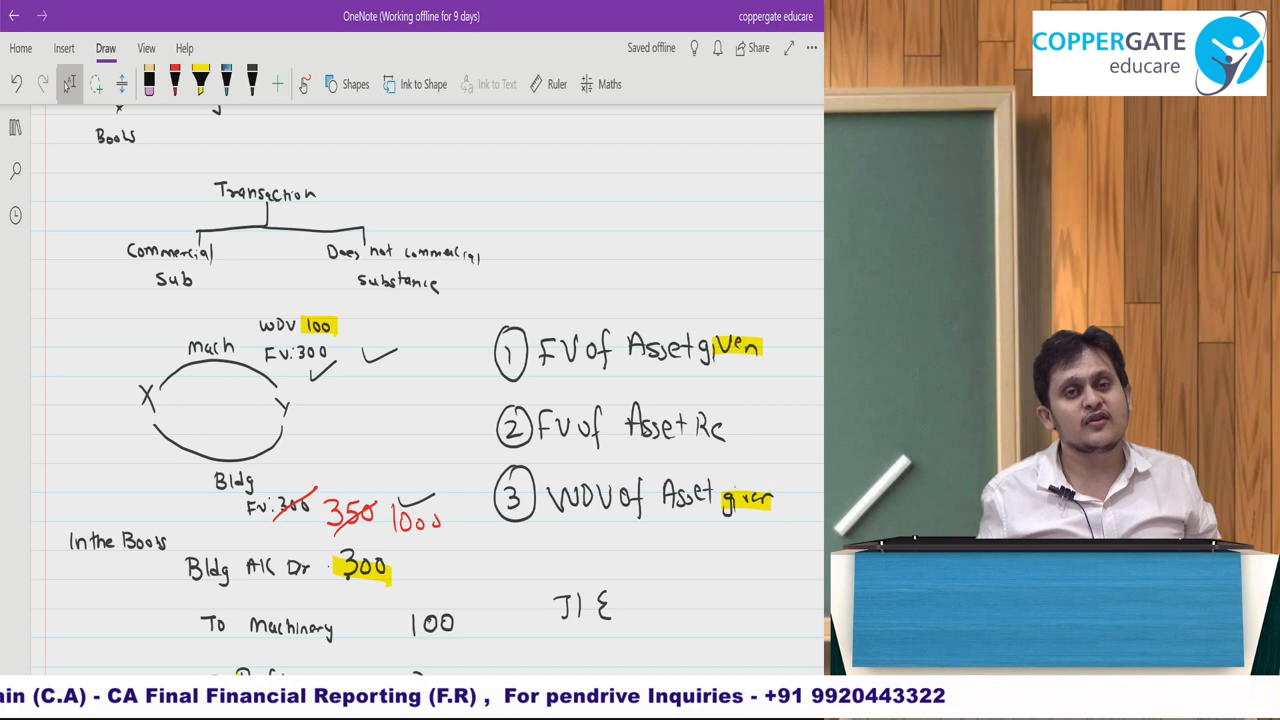 OneNote (Working offline for 9 days)
coppergate educare
Home Insert Draw View Help
Saved offline
Share
Shapes
Ink to Shape
Ink to Text
Ruler
Maths
COPPERGATE
educare
Books
Transaction
Commercial
Sub
Does not commercial
substance
WDV 100
FV:300
Mach
X
Y
Bldg
FV:300 350 1000
① FV of Asset given
② FV of Asset Re
③ WDV of Asset given
In the Books
Bldg A/c Dr 300
To Machinery 100
ain (C.A) - CA Final Financial Reporting (F.R) , For pendrive Inquiries - +91 9920443322